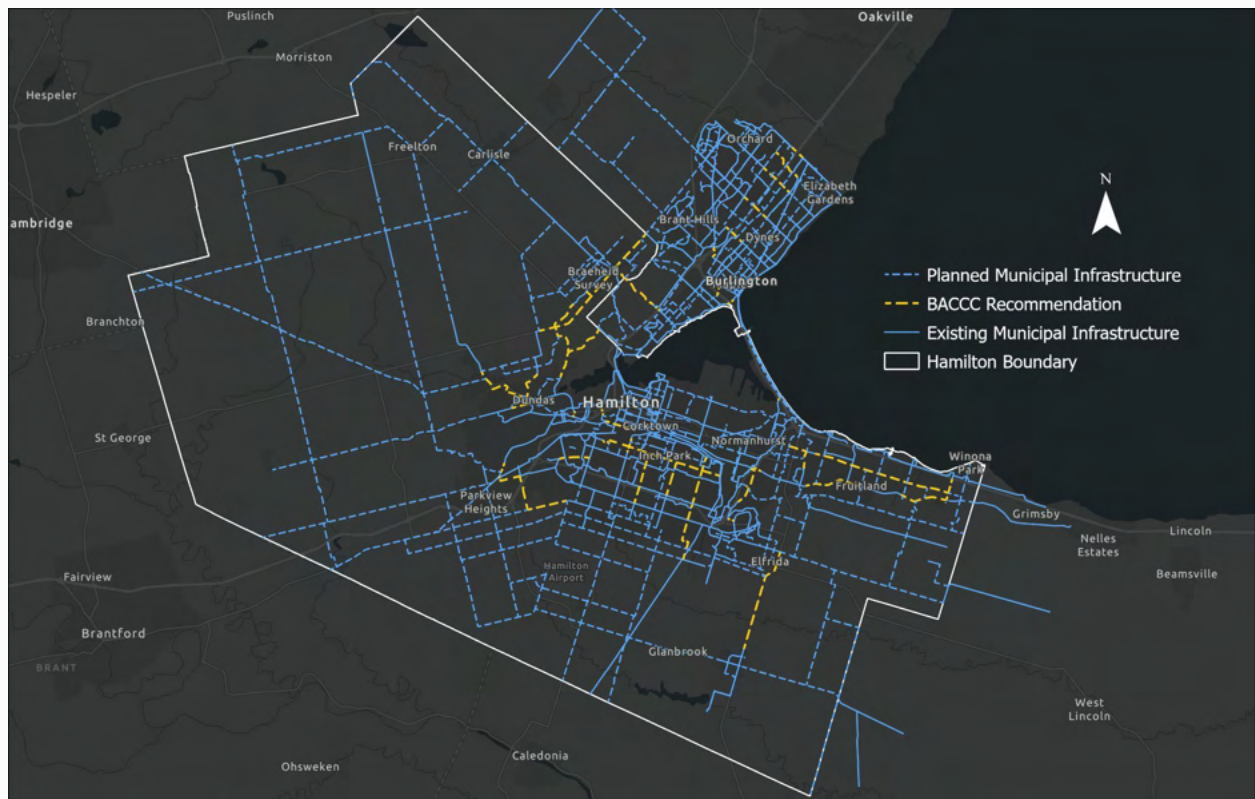 Puslinch
Oakville
Morriston
Hespeler
Orchard
Freelton
Carlisle
Elizabeth
Gardens
N
Brant Hills
ambridge
Dynes
Braeheid
Survey
Burlington
Planned Municipal Infrastructure
BACCC Recommendation
Existing Municipal Infrastructure
Hamilton Boundary
Branchton
Dundas
Hamilton
Corktown
St George
Normanhurst
Inch Park
Winona
Park
Parkview
Heights
Fruitland
Grimsby
Nelles
Estates
Lincoln
Hamilton
Airport
Elfrida
Beamsville
Fairview
Brantford
BRANT
Glanbrook
West
Lincoln
Caledonia
Ohsweken